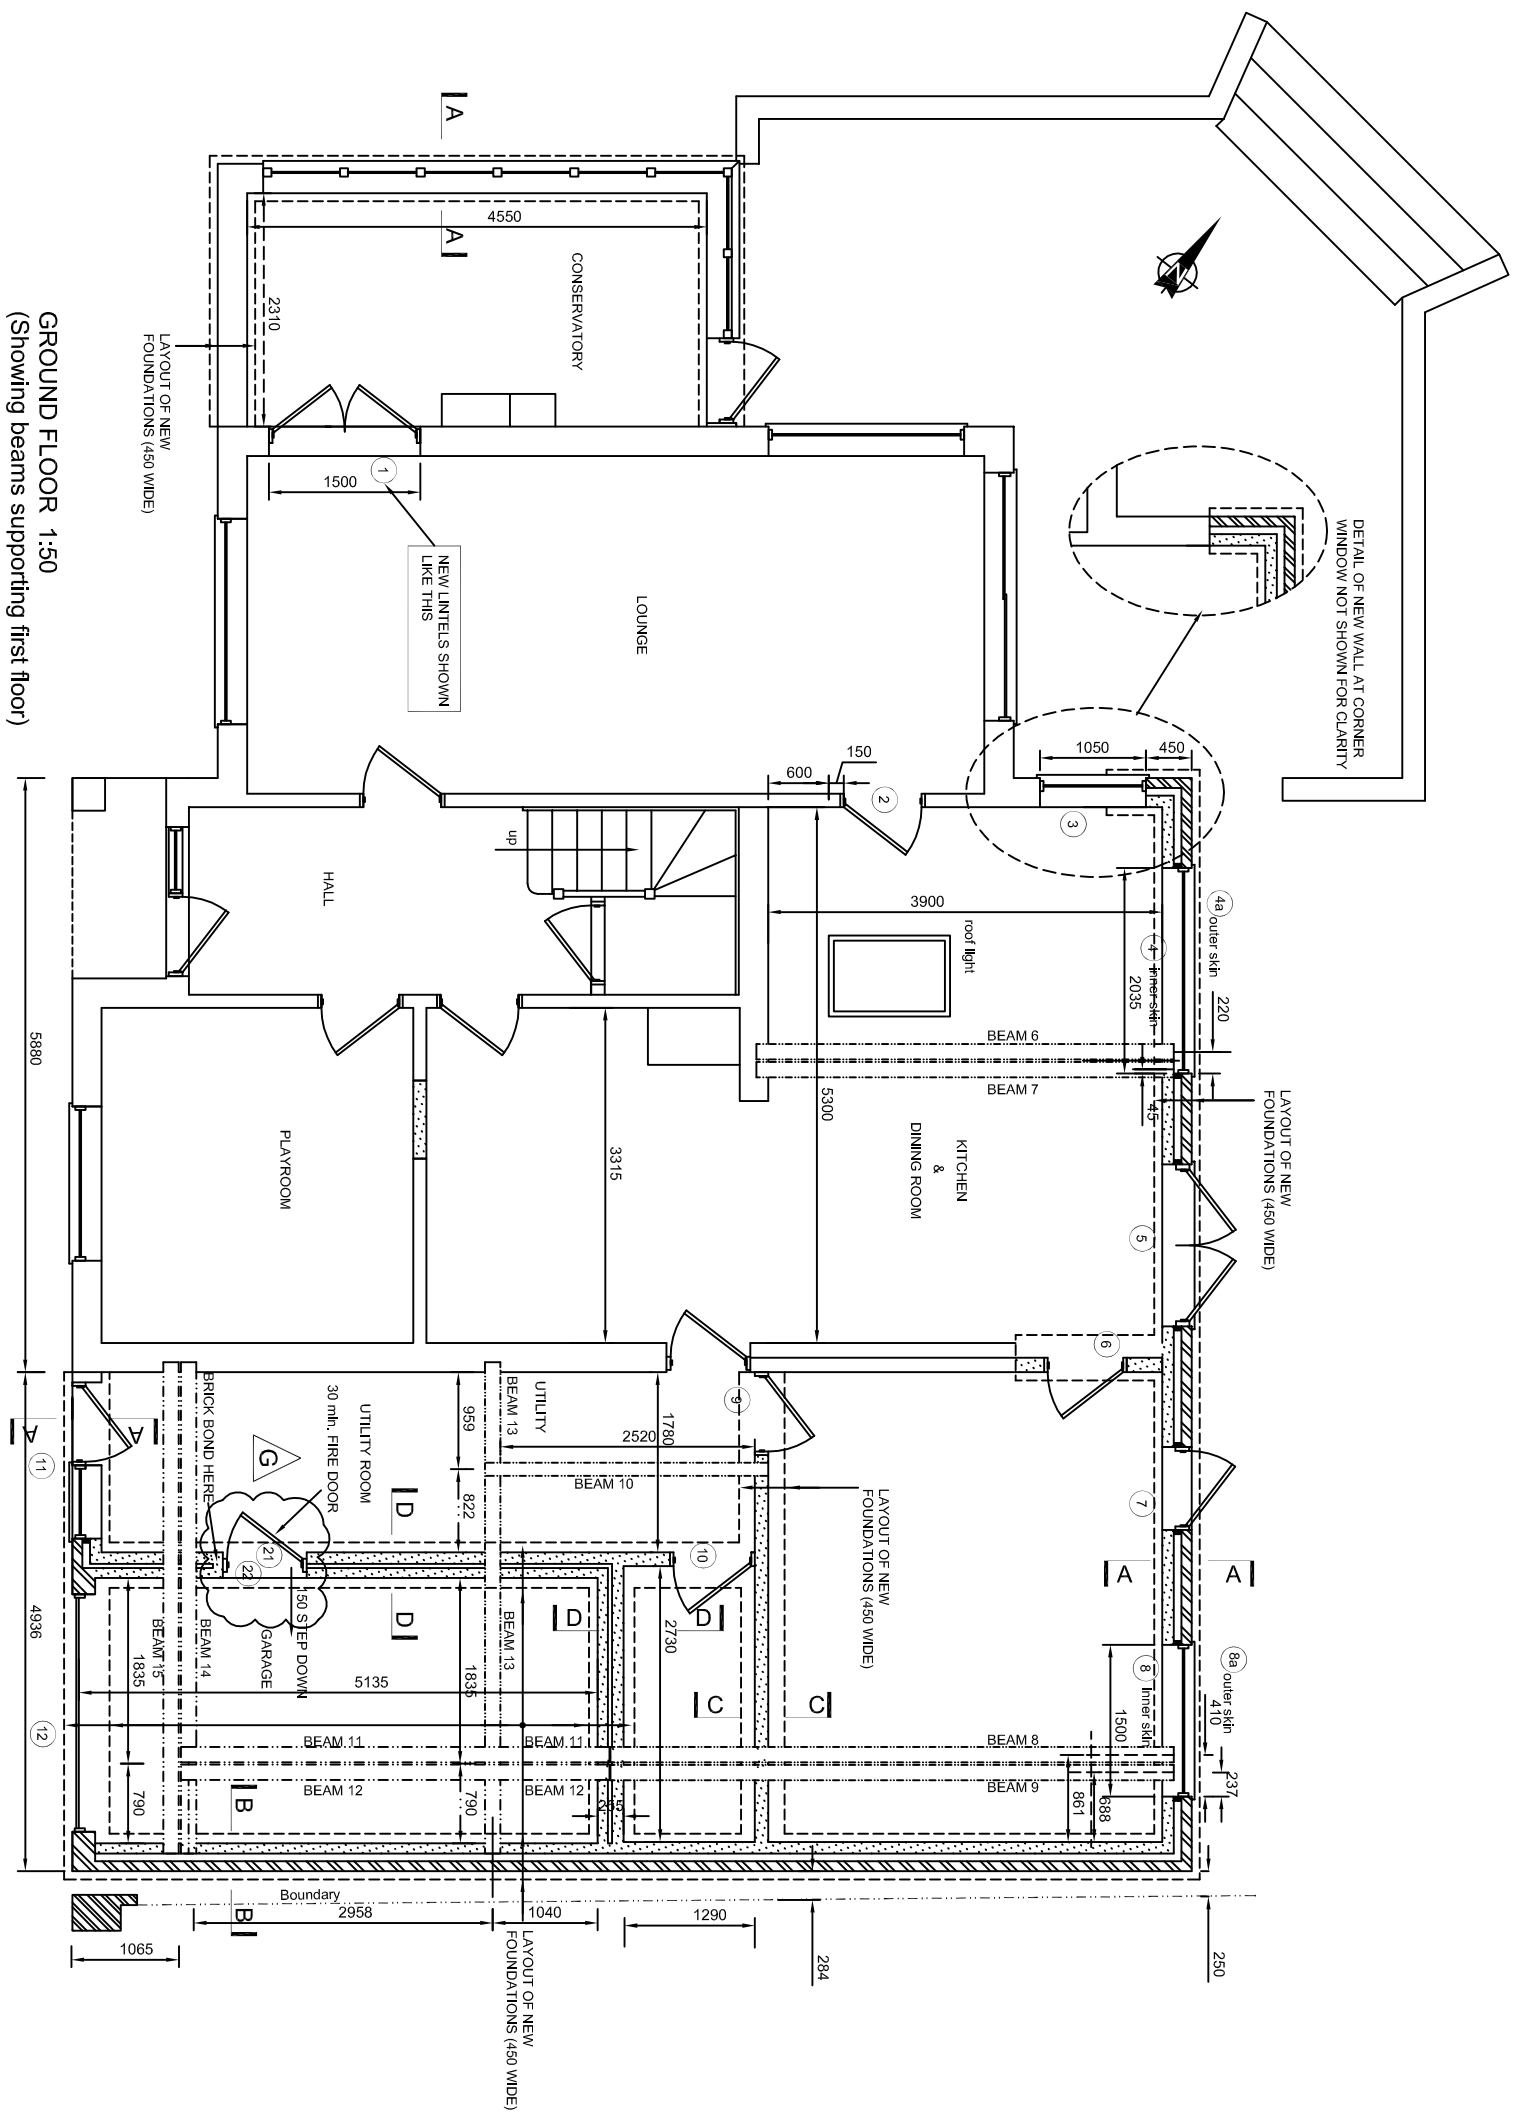 GROUND FLOOR 1:50
(Showing beams supporting first floor)
A
A
4550
2310
CONSERVATORY
LAYOUT OF NEW
FOUNDATIONS (450 WIDE)
1
1500
NEW LINTELS SHOWN
LIKE THIS
LOUNGE
N
DETAIL OF NEW WALL AT CORNER
WINDOW NOT SHOWN FOR CLARITY
1050
450
150
600
2
3
up
HALL
3900
roof light
4a outer skin
4 inner skin
2035
220
BEAM 6
BEAM 7
45
5880
5300
3315
PLAYROOM
KITCHEN
&
DINING ROOM
LAYOUT OF NEW
FOUNDATIONS (450 WIDE)
5
6
BRICK BOND HERE
30 min. FIRE DOOR
UTILITY ROOM
G
959
822
BEAM 13
UTILITY
1780
2520
BEAM 10
9
10
A
A
11
D
D
21
22
150 STEP DOWN
GARAGE
LAYOUT OF NEW
FOUNDATIONS (450 WIDE)
7
A
A
4936
12
1835
BEAM 15
BEAM 14
5135
1835
BEAM 13
D
D
2730
C
C
8a outer skin
8 inner skin
410
1500
237
BEAM 11
BEAM 11
BEAM 8
BEAM 12
BEAM 12
BEAM 9
790
790
255
861
688
B
B
Boundary
2958
1040
1290
1065
284
250
LAYOUT OF NEW
FOUNDATIONS (450 WIDE)